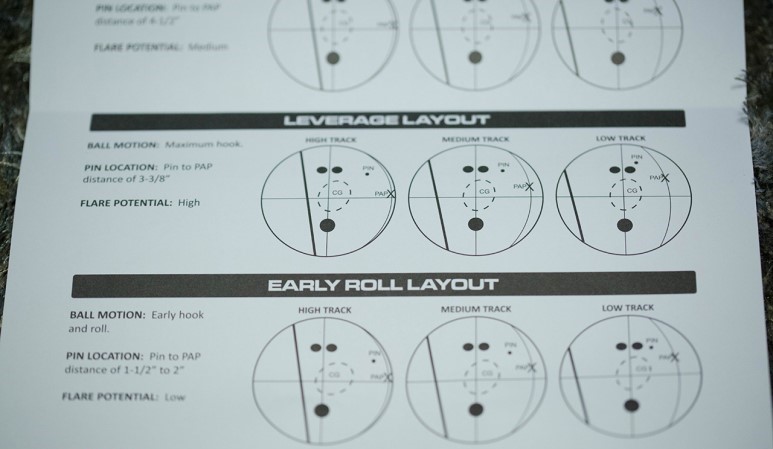 PIN LOCATION: Pin to PAP
distance of 4-1/2"
FLARE POTENTIAL: Medium
CG
PAP
LEVERAGE LAYOUT
BALL MOTION: Maximum hook.
PIN LOCATION: Pin to PAP
distance of 3-3/8"
FLARE POTENTIAL: High
HIGH TRACK
MEDIUM TRACK
LOW TRACK
PIN
CG
PAP
PIN
CG
PAP
PIN
CG
PAP
EARLY ROLL LAYOUT
BALL MOTION: Early hook
and roll.
PIN LOCATION: Pin to PAP
distance of 1-1/2" to 2"
FLARE POTENTIAL: Low
HIGH TRACK
MEDIUM TRACK
LOW TRACK
PIN
CG
PAP
PIN
CG
PAP
PIN
CG
PAP